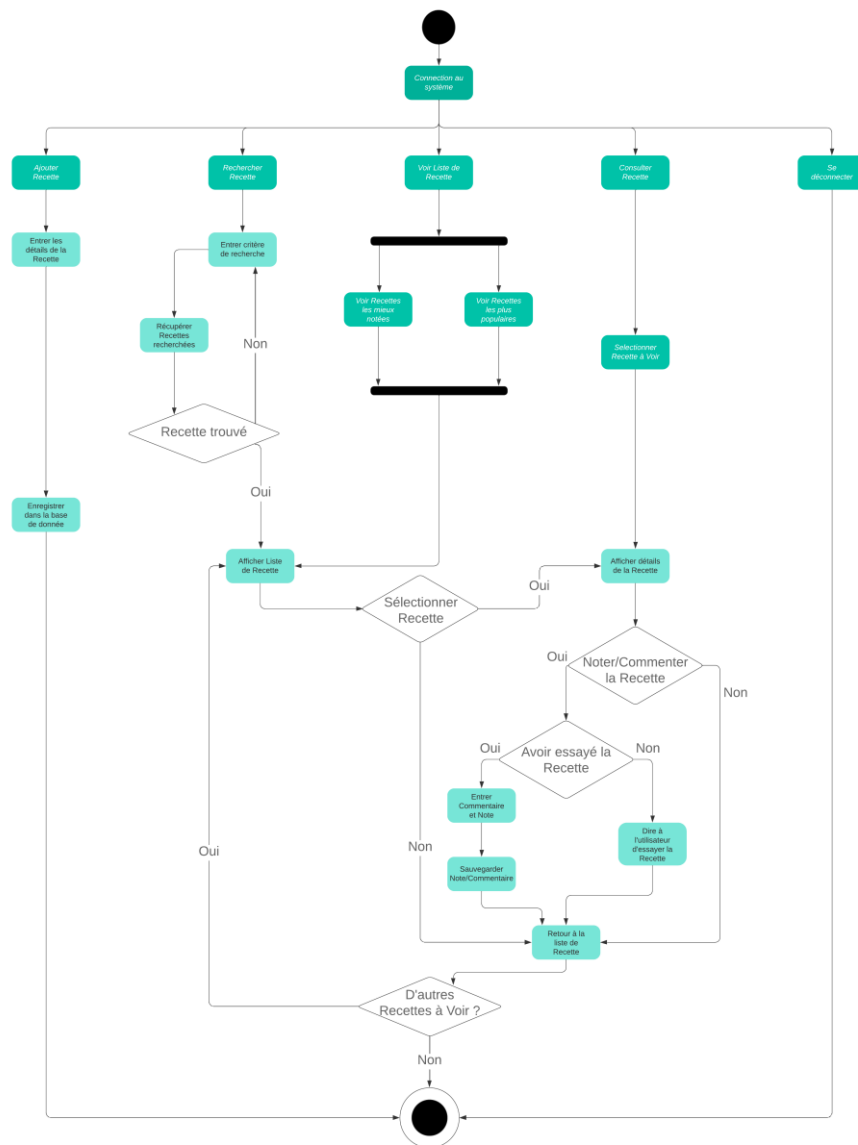 Connection au
système
Ajouter
Recette
Rechercher
Recette
Voir Liste de
Recette
Consulter
Recette
Se
déconnecter
Entrer les
détails de la
Recette
Entrer critère
de recherche
Voir Recettes
les mieux
notées
Voir Recettes
les plus
populaires
Récupérer
Recettes
recherchées
Non
Selectionner
Recette à Voir
Recette trouvé
Oui
Enregistrer
dans la base
de donnée
Afficher Liste
de Recette
Afficher détails
de la Recette
Sélectionner
Recette
Oui
Oui
Noter/Commenter
la Recette
Non
Oui
Avoir essayé la
Recette
Non
Entrer
Commentaire
et Note
Dire à
l'utilisateur
d'essayer la
Recette
Oui
Non
Sauvegarder
Note/Commentaire
Retour à la
liste de
Recette
D'autres
Recettes à Voir ?
Non